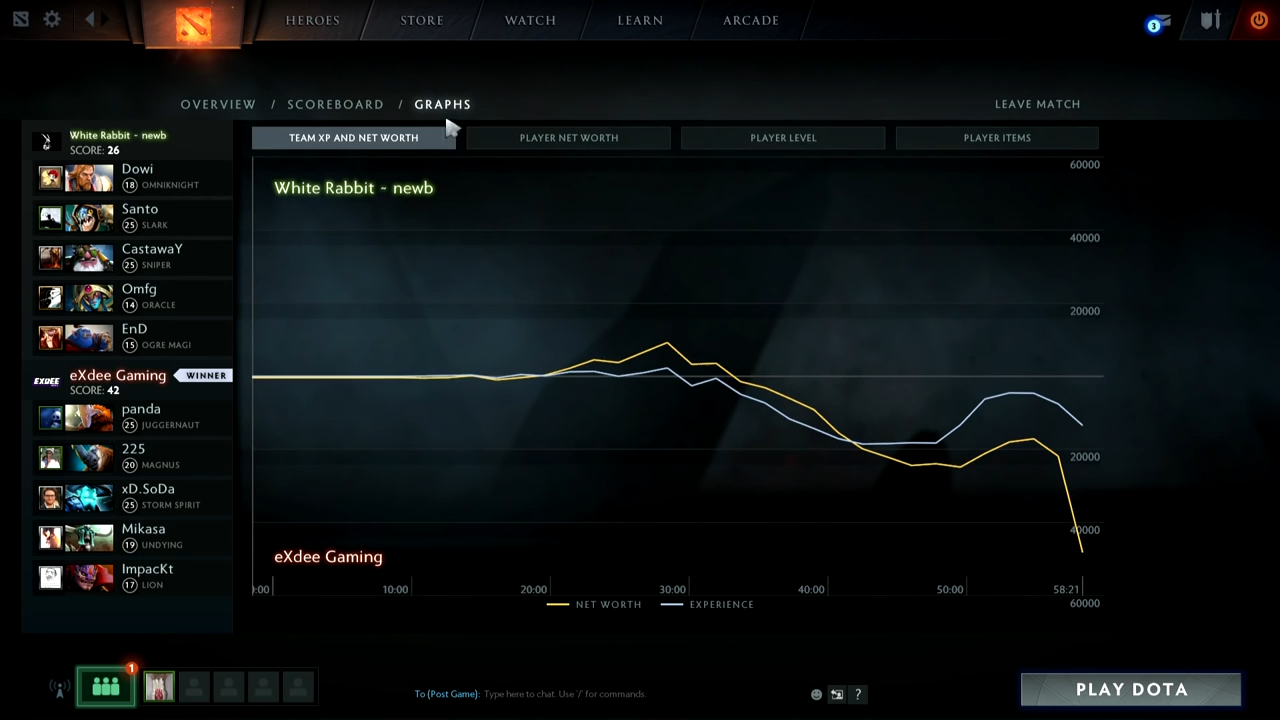 HEROES STORE WATCH LEARN ARCADE 3
OVERVIEW / SCOREBOARD / GRAPHS LEAVE MATCH
TEAM XP AND NET WORTH PLAYER NET WORTH PLAYER LEVEL PLAYER ITEMS
White Rabbit - newb
SCORE: 26
Dowi
18 OMNIKNIGHT
Santo
25 SLARK
CastawaY
25 SNIPER
Omfg
14 ORACLE
EnD
15 OGRE MAGI
EXDEE eXdee Gaming WINNER
SCORE: 42
panda
25 JUGGERNAUT
225
20 MAGNUS
xD.SoDa
25 STORM SPIRIT
Mikasa
19 UNDYING
ImpacKt
17 LION
White Rabbit ~ newb
60000
40000
20000
20000
40000
60000
eXdee Gaming
:00 10:00 20:00 30:00 40:00 50:00 58:21
NET WORTH EXPERIENCE
1
To (Post Game): Type here to chat. Use '/' for commands. ?
PLAY DOTA